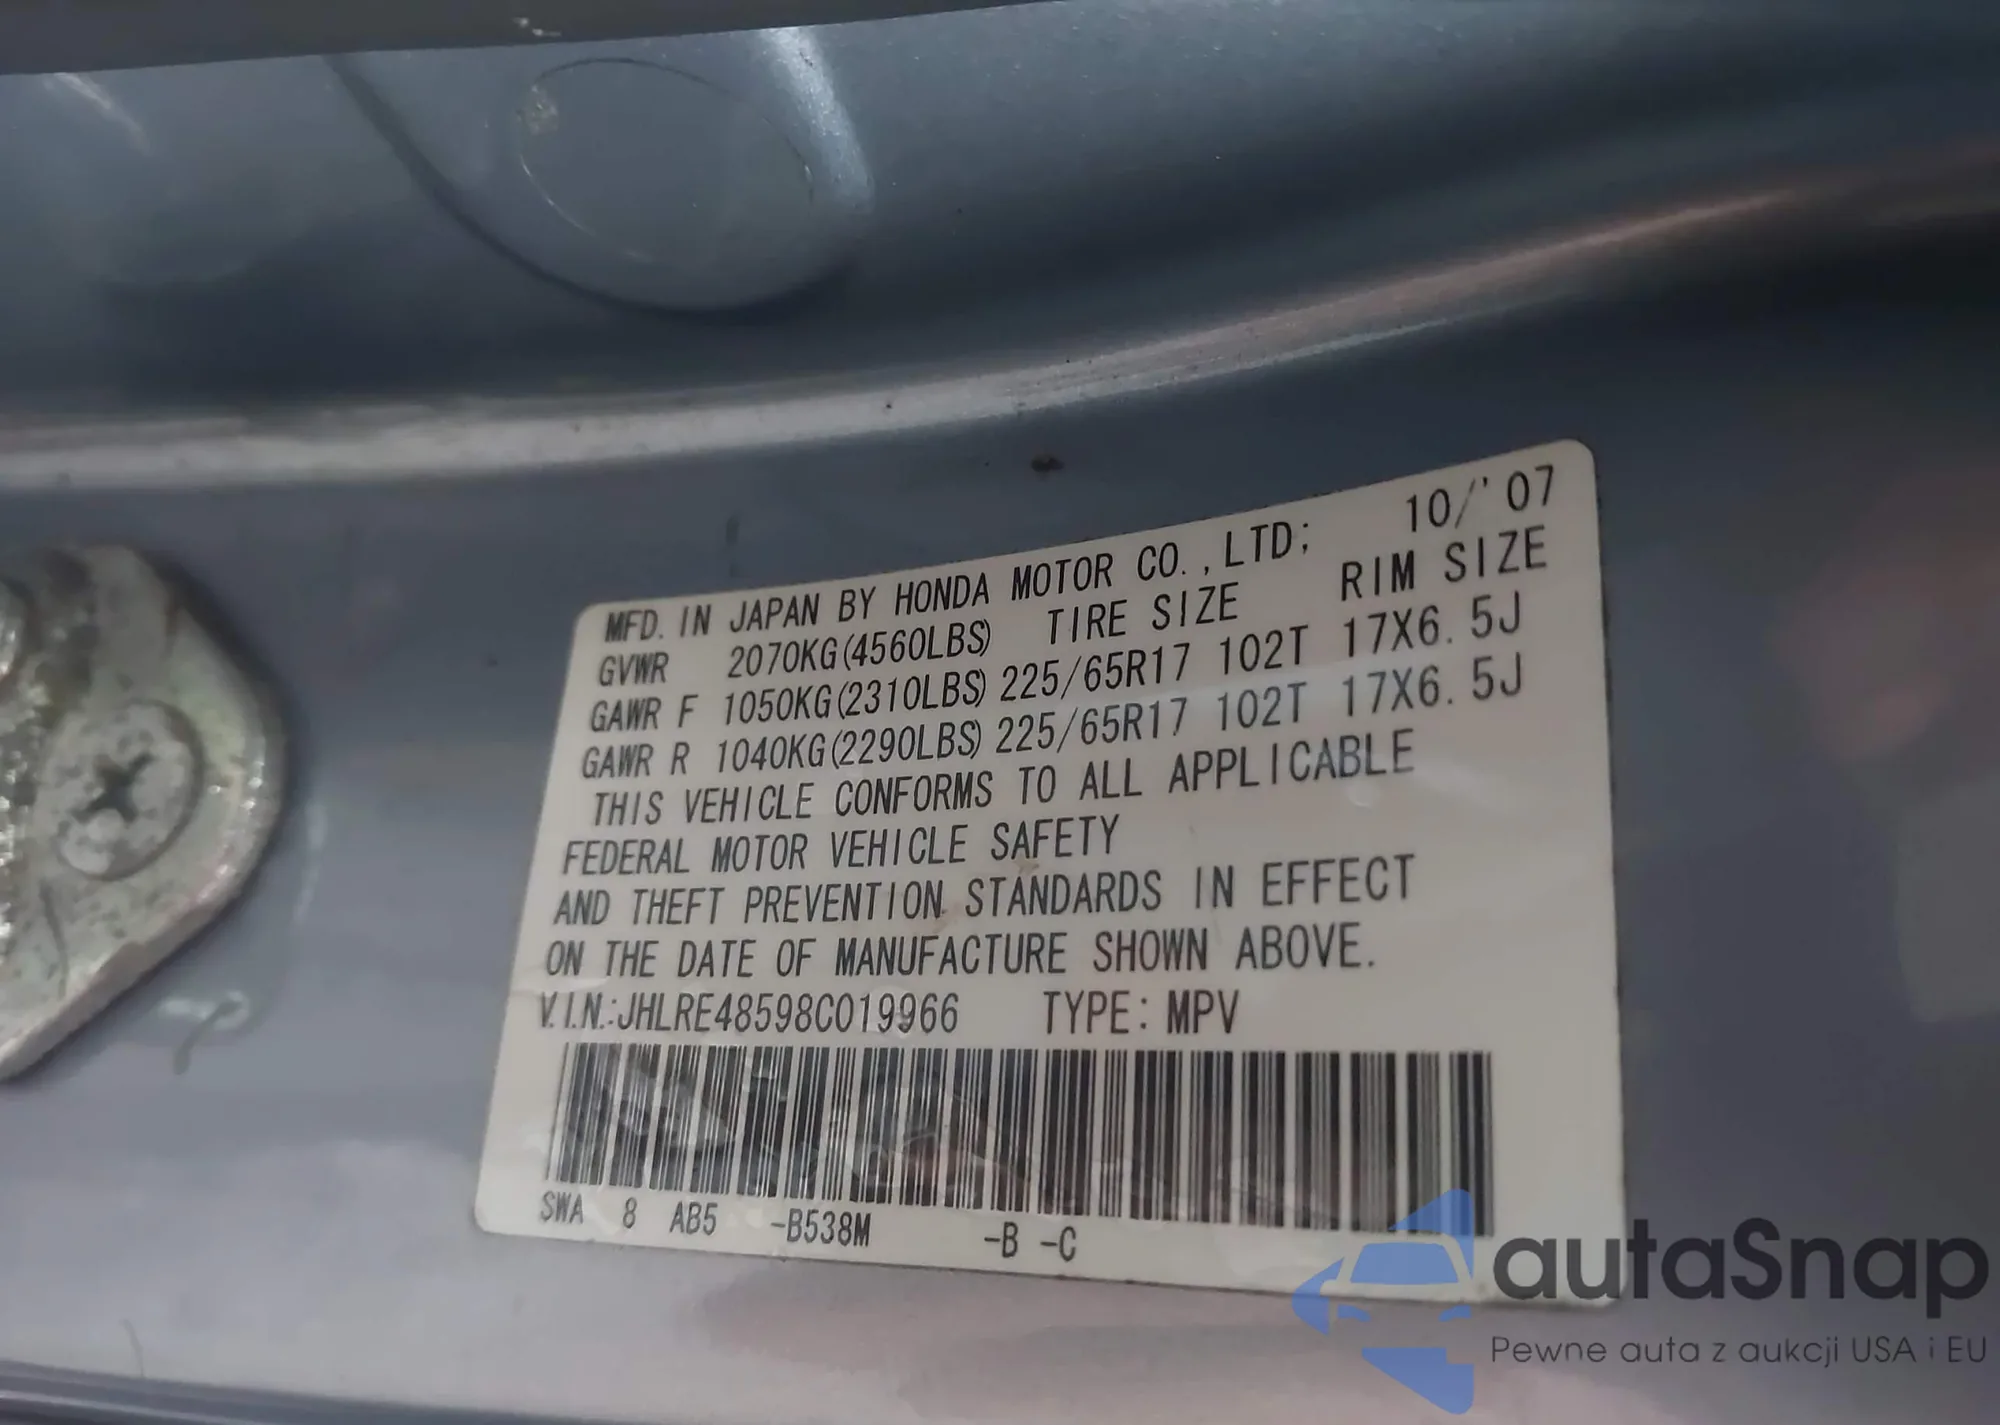 MFD. IN JAPAN BY HONDA MOTOR CO., LTD; 10/'07
GVWR 2070KG(4560LBS) TIRE SIZE RIM SIZE
GAWR F 1050KG(2310LBS) 225/65R17 102T 17X6.5J
GAWR R 1040KG(2290LBS) 225/65R17 102T 17X6.5J
THIS VEHICLE CONFORMS TO ALL APPLICABLE
FEDERAL MOTOR VEHICLE SAFETY
AND THEFT PREVENTION STANDARDS IN EFFECT
ON THE DATE OF MANUFACTURE SHOWN ABOVE.
V.I.N.:JHLRE48598C019966 TYPE: MPV
SWA 8 AB5 -B538M -B -C
autaSnap
Pewne auta z aukcji USA i EU